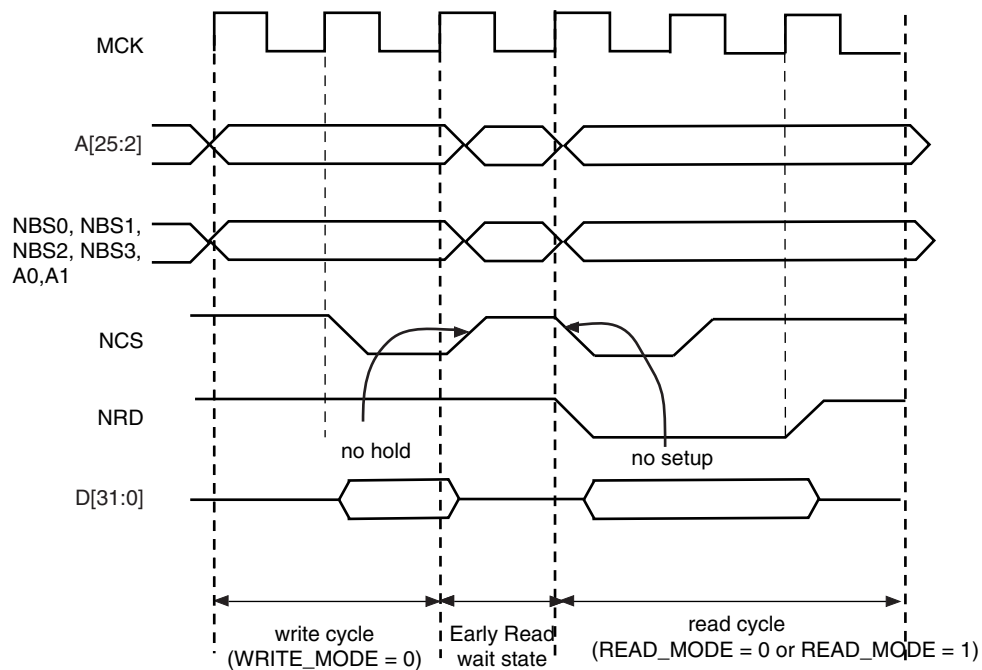 MCK
A[25:2]
NBS0, NBS1,
NBS2, NBS3,
A0,A1
NCS
NRD
no hold
no setup
D[31:0]
write cycle
(WRITE_MODE = 0)
Early Read
wait state
read cycle
(READ_MODE = 0 or READ_MODE = 1)